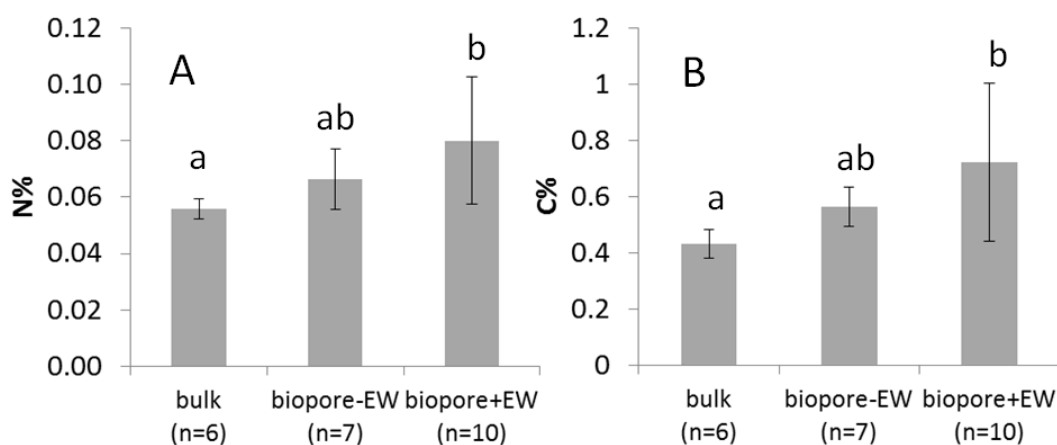 A
N%
0.12
0.10
0.08
0.06
0.04
0.02
0.00
a
ab
b
bulk
(n=6)
biopore-EW
(n=7)
biopore+EW
(n=10)
B
C%
1.2
1
0.8
0.6
0.4
0.2
0
a
ab
b
bulk
(n=6)
biopore-EW
(n=7)
biopore+EW
(n=10)